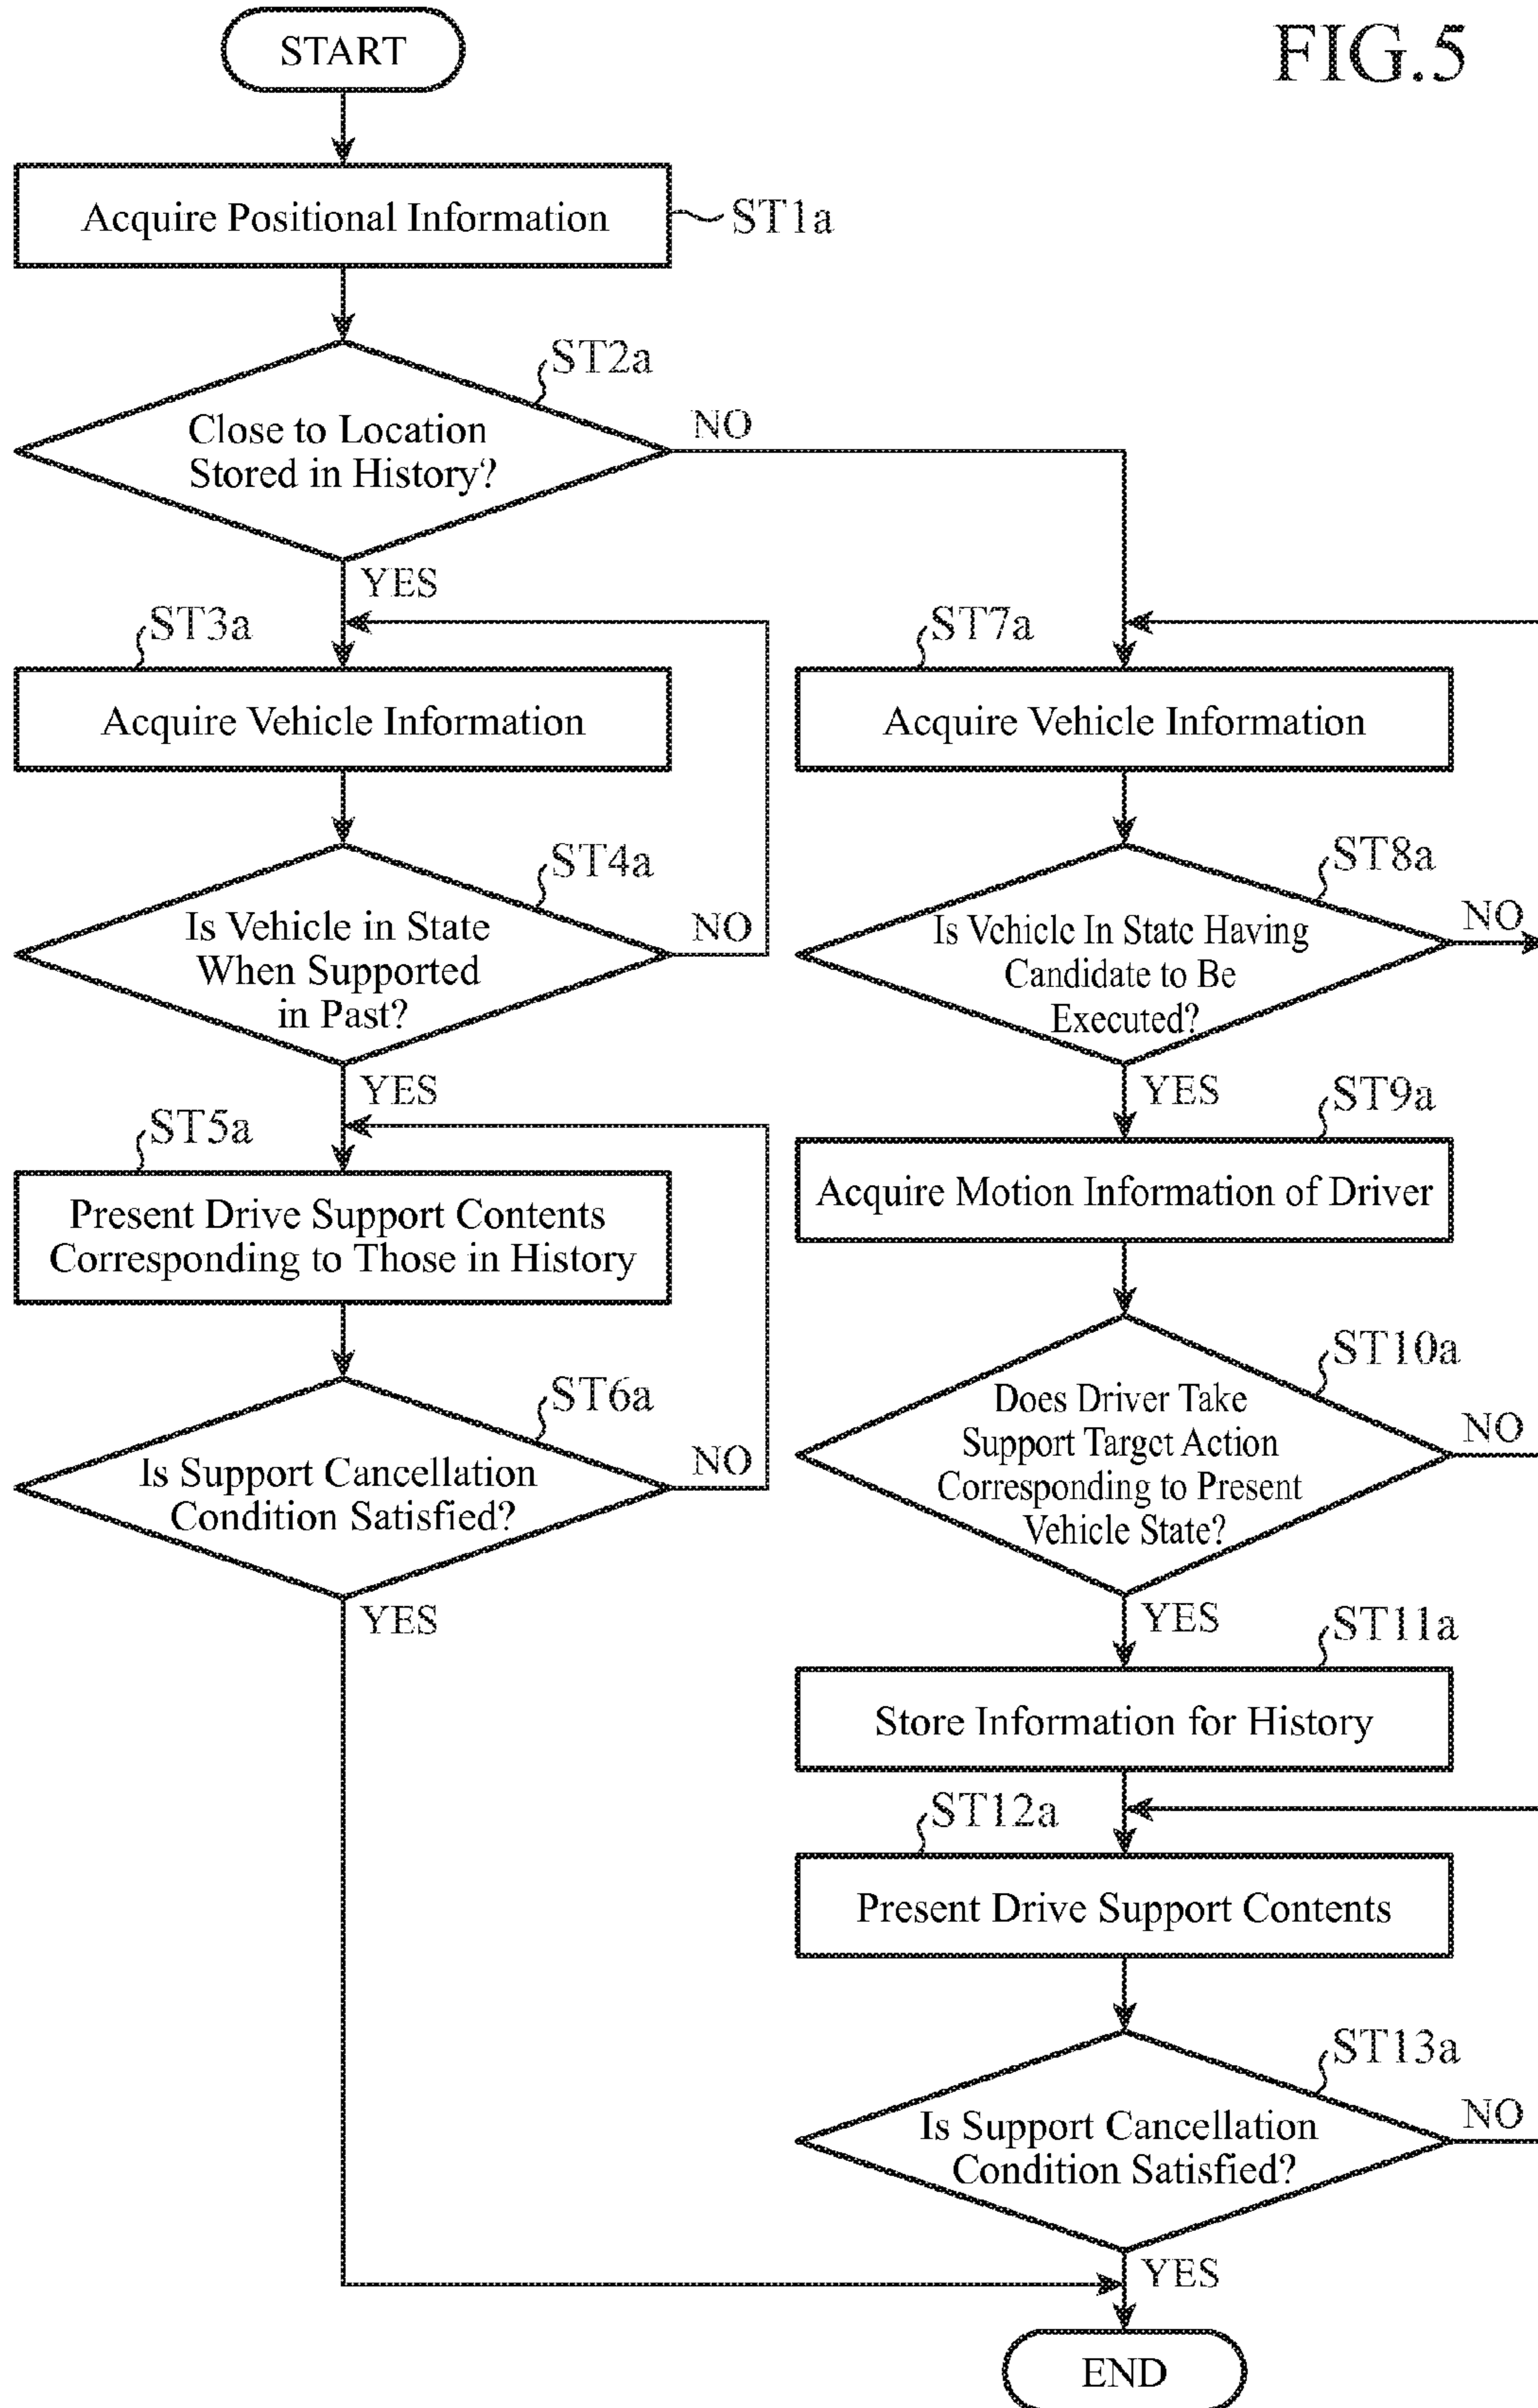 FIG.5
START
Acquire Positional Information
ST1a
ST2a
Close to Location
Stored in History?
NO
YES
ST3a
Acquire Vehicle Information
ST4a
Is Vehicle in State
When Supported
in Past?
NO
YES
ST5a
Present Drive Support Contents
Corresponding to Those in History
ST6a
Is Support Cancellation
Condition Satisfied?
NO
YES
ST7a
Acquire Vehicle Information
ST8a
Is Vehicle In State Having
Candidate to Be
Executed?
NO
YES
ST9a
Acquire Motion Information of Driver
ST10a
Does Driver Take
Support Target Action
Corresponding to Present
Vehicle State?
NO
YES
ST11a
Store Information for History
ST12a
Present Drive Support Contents
ST13a
Is Support Cancellation
Condition Satisfied?
NO
YES
END